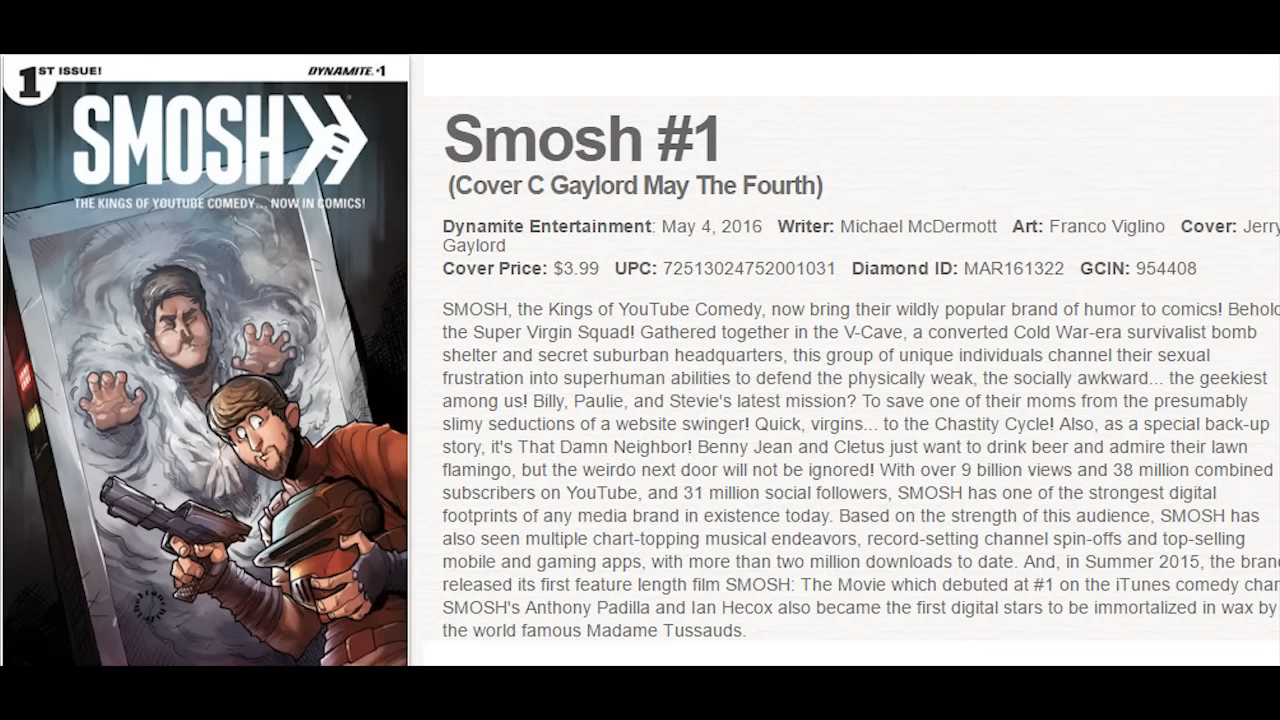 1ST ISSUE!
DYNAMITE. #1
SMOSH
THE KINGS OF YOUTUBE COMEDY... NOW IN COMICS!
Smosh #1
(Cover C Gaylord May The Fourth)
Dynamite Entertainment: May 4, 2016 Writer: Michael McDermott Art: Franco Viglino Cover: Jerry
Gaylord
Cover Price: $3.99 UPC: 72513024752001031 Diamond ID: MAR161322 GCIN: 954408
SMOSH, the Kings of YouTube Comedy, now bring their wildly popular brand of humor to comics! Behold
the Super Virgin Squad! Gathered together in the V-Cave, a converted Cold War-era survivalist bomb
shelter and secret suburban headquarters, this group of unique individuals channel their sexual
frustration into superhuman abilities to defend the physically weak, the socially awkward... the geekiest
among us! Billy, Paulie, and Stevie's latest mission? To save one of their moms from the presumably
slimy seductions of a website swinger! Quick, virgins... to the Chastity Cycle! Also, as a special back-up
story, it's That Damn Neighbor! Benny Jean and Cletus just want to drink beer and admire their lawn
flamingo, but the weirdo next door will not be ignored! With over 9 billion views and 38 million combined
subscribers on YouTube, and 31 million social followers, SMOSH has one of the strongest digital
footprints of any media brand in existence today. Based on the strength of this audience, SMOSH has
also seen multiple chart-topping musical endeavors, record-setting channel spin-offs and top-selling
mobile and gaming apps, with more than two million downloads to date. And, in Summer 2015, the bran
released its first feature length film SMOSH: The Movie which debuted at #1 on the iTunes comedy char
SMOSH's Anthony Padilla and Ian Hecox also became the first digital stars to be immortalized in wax by
the world famous Madame Tussauds.